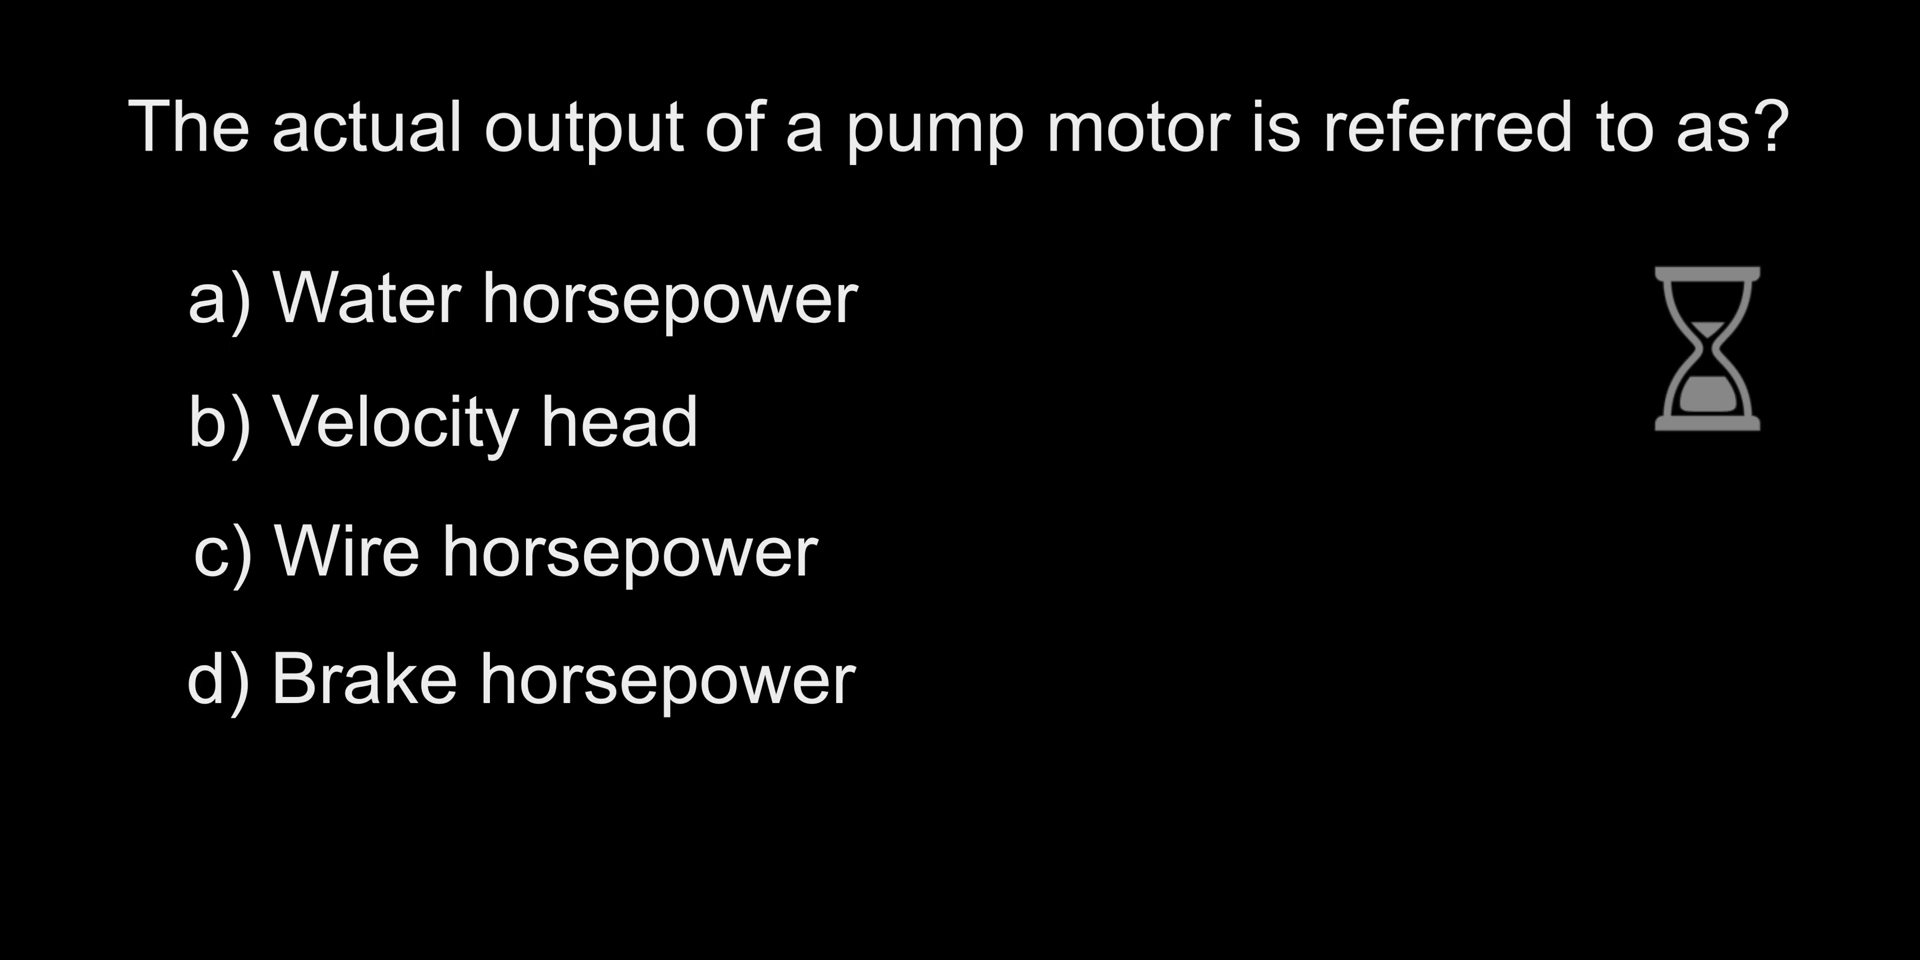 The actual output of a pump motor is referred to as?
a) Water horsepower
b) Velocity head
c) Wire horsepower
d) Brake horsepower